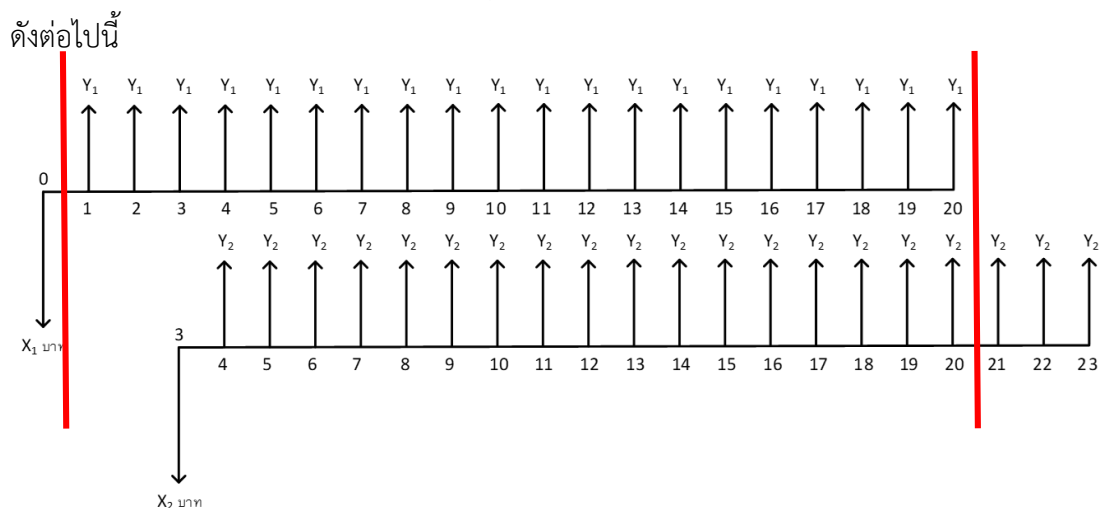 ดังต่อไปนี้
Y1 Y1 Y1 Y1 Y1 Y1 Y1 Y1 Y1 Y1 Y1 Y1 Y1 Y1 Y1 Y1 Y1 Y1 Y1 Y1
0
1 2 3 4 5 6 7 8 9 10 11 12 13 14 15 16 17 18 19 20
Y2 Y2 Y2 Y2 Y2 Y2 Y2 Y2 Y2 Y2 Y2 Y2 Y2 Y2 Y2 Y2 Y2 Y2 Y2 Y2
X1 บาท
3
4 5 6 7 8 9 10 11 12 13 14 15 16 17 18 19 20 21 22 23
X2 บาท